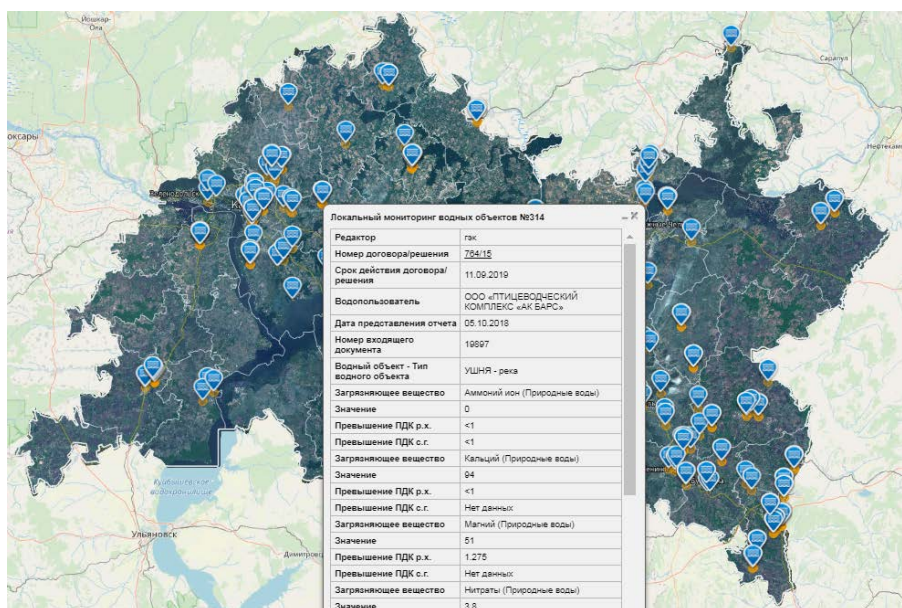 Йошкар-
Ола
Сарапул
Зеленодольск
Локальный мониторинг водных объектов №314
Редактор гак
Номер договора/решения 764/15
Срок действия договора/
решения 11.09.2019
Водопользователь ООО «ПТИЦЕВОДЧЕСКИЙ
КОМПЛЕКС «АК БАРС»
Дата представления отчета 05.10.2018
Номер входящего
документа 19897
Водный объект - Тип
водного объекта УШНЯ - река
Загрязняющее вещество Аммоний ион (Природные воды)
Значение 0
Превышение ПДК р.х. <1
Превышение ПДК с.г. <1
Загрязняющее вещество Кальций (Природные воды)
Значение 94
Превышение ПДК р.х. <1
Превышение ПДК с.г. Нет данных
Загрязняющее вещество Магний (Природные воды)
Значение 51
Превышение ПДК р.х. 1.275
Превышение ПДК с.г. Нет данных
Загрязняющее вещество Нитраты (Природные воды)
Значение 3.8
Куйбышевское
водохранилище
Ульяновск